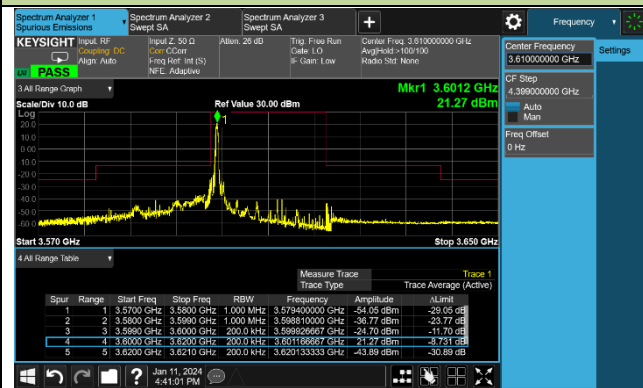 Spectrum Analyzer 1
Spurious Emissions
Spectrum Analyzer 2
Swept SA
Spectrum Analyzer 3
Swept SA
+
Frequency
KEYSIGHT
Input: RF
Coupling: DC
Align: Auto
Input Z: 50 Ω
Corr CCorr
Freq Ref: Int (S)
NFE: Adaptive
Atten: 26 dB
Trig: Free Run
Gate: LO
IF Gain: Low
Center Freq: 3.610000000 GHz
Avg|Hold:>100/100
Radio Std: None
PASS
Center Frequency
3.610000000 GHz
Settings
CF Step
4.399000000 GHz
Auto
Man
Freq Offset
0 Hz
3 All Range Graph
Mkr1 3.6012 GHz
21.27 dBm
Scale/Div 10.0 dB
Ref Value 30.00 dBm
Log
20.0
10.0
0.00
-10.0
-20.0
-30.0
-40.0
-50.0
-60.0
1
Start 3.570 GHz
Stop 3.650 GHz
4 All Range Table
Measure Trace Trace 1
Trace Type Trace Average (Active)
Spur Range Start Freq Stop Freq RBW Frequency Amplitude ΔLimit
1 1 3.5700 GHz 3.5800 GHz 1.000 MHz 3.579400000 GHz -54.05 dBm -29.05 dB
2 2 3.5800 GHz 3.5990 GHz 1.000 MHz 3.598810000 GHz -36.77 dBm -23.77 dB
3 3 3.5990 GHz 3.6000 GHz 200.0 kHz 3.599926667 GHz -24.70 dBm -11.70 dB
4 4 3.6000 GHz 3.6200 GHz 200.0 kHz 3.601166667 GHz 21.27 dBm -8.731 dB
5 5 3.6200 GHz 3.6210 GHz 200.0 kHz 3.620133333 GHz -43.89 dBm -30.89 dB
?
Jan 11, 2024
4:41:01 PM